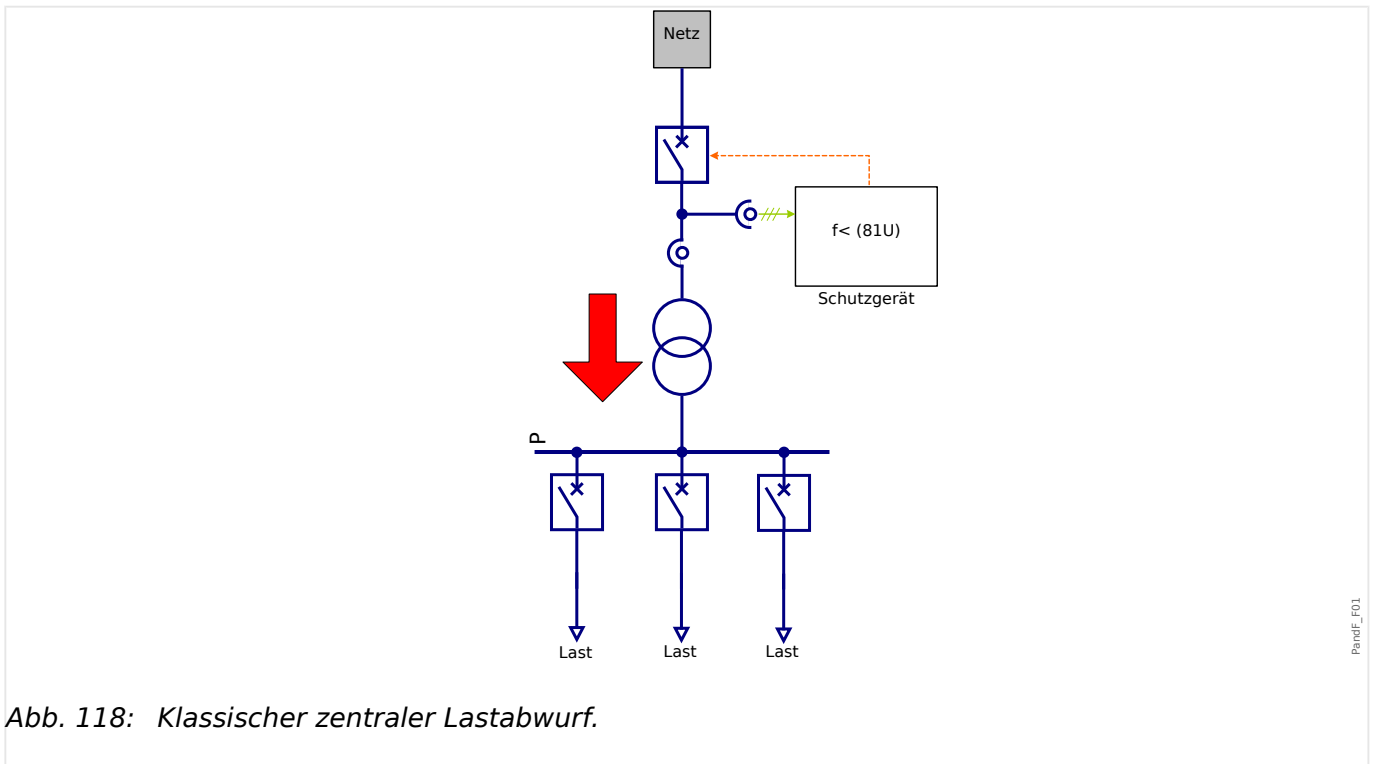 Netz
f< (81U)
Schutzgerät
P
Last
Last
Last
PandF_F01
Abb. 118: Klassischer zentraler Lastabwurf.